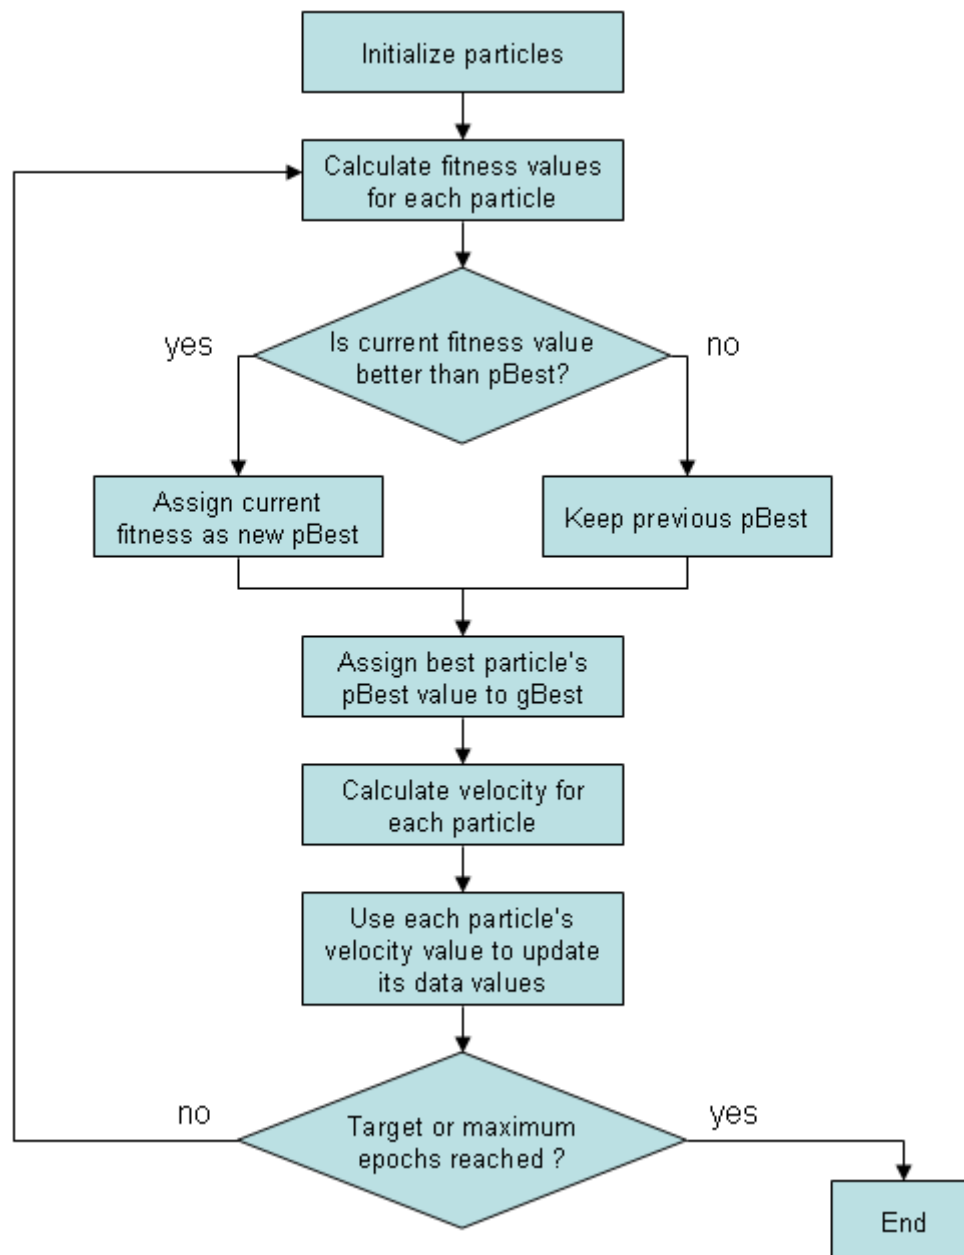 Initialize particles
Calculate fitness values
for each particle
yes
Is current fitness value
better than pBest?
no
Assign current
fitness as new pBest
Keep previous pBest
Assign best particle's
pBest value to gBest
Calculate velocity for
each particle
Use each particle's
velocity value to update
its data values
no
Target or maximum
epochs reached ?
yes
End